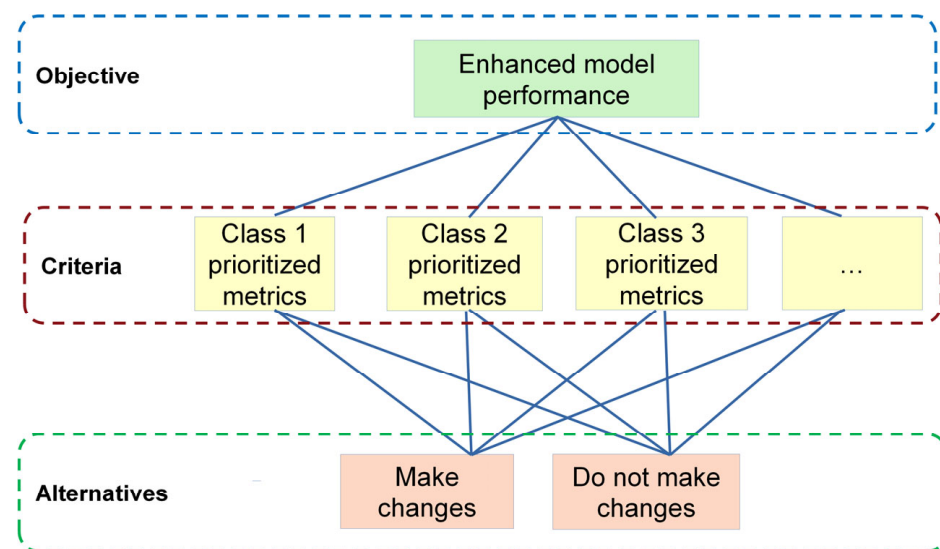 Objective
Enhanced model
performance
Criteria
Class 1
prioritized
metrics
Class 2
prioritized
metrics
Class 3
prioritized
metrics
...
Alternatives
Make
changes
Do not make
changes